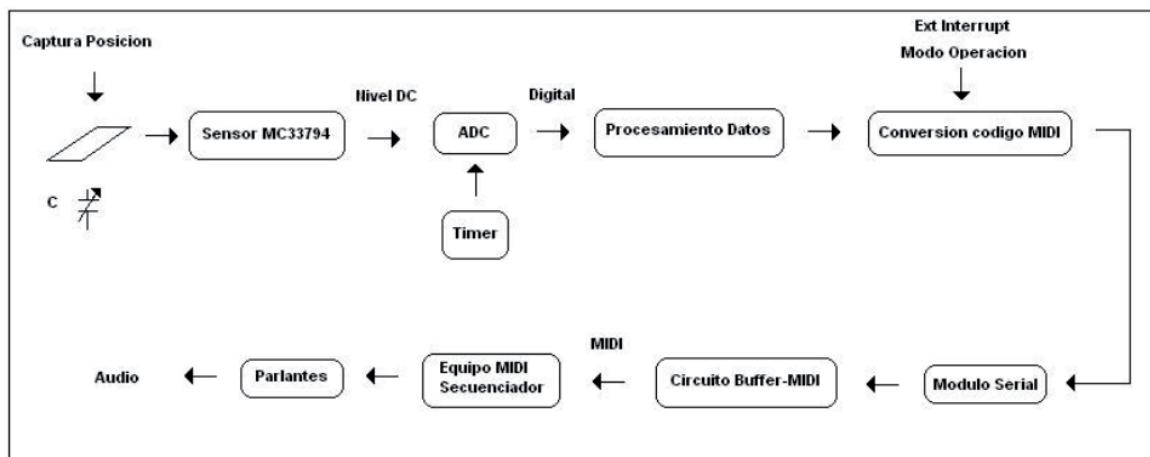 Captura Posicion
Ext Interrupt
Modo Operacion
Nivel DC
Digital
Sensor MC33794
ADC
Procesamiento Datos
Conversion codigo MIDI
C
Timer
MIDI
Audio
Parlantes
Equipo MIDI
Secuenciador
Circuito Buffer-MIDI
Modulo Serial